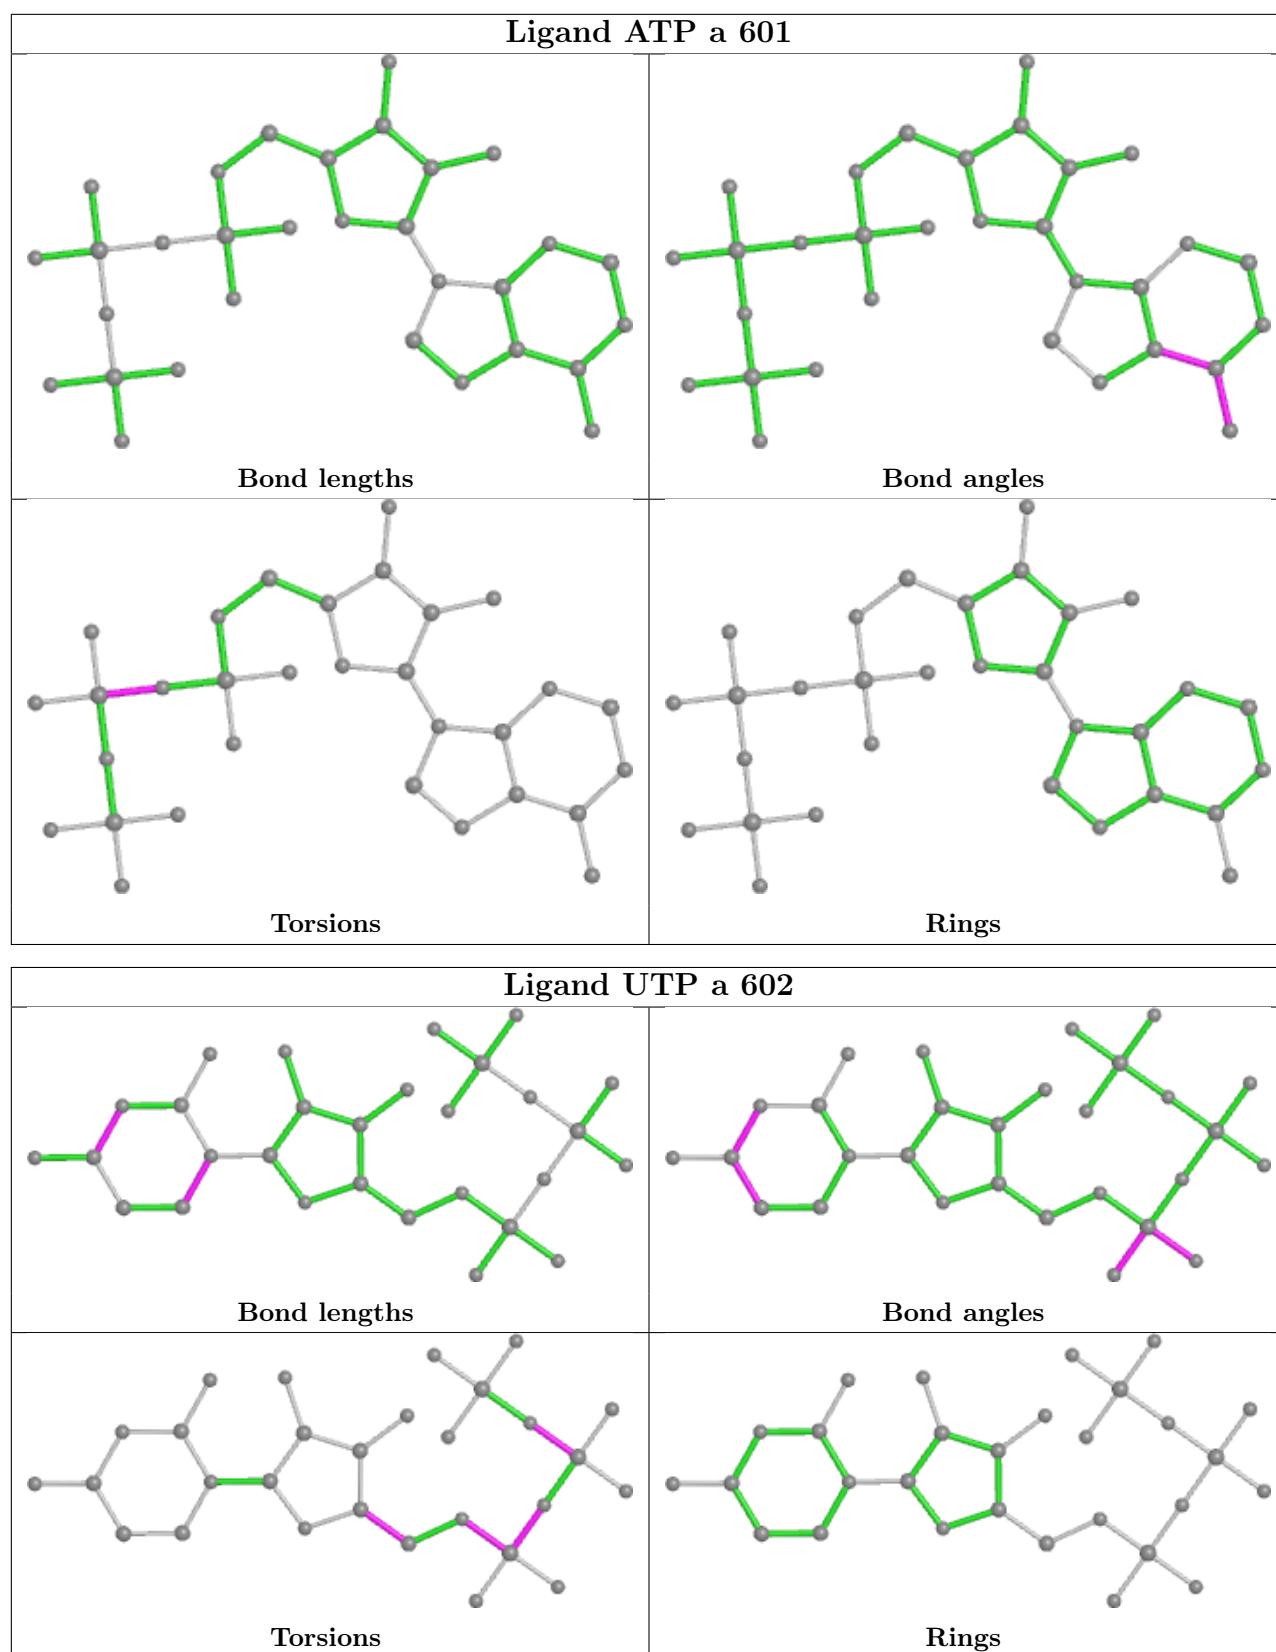 Ligand ATP a 601
Bond lengths
Bond angles
Torsions
Rings
Ligand UTP a 602
Bond lengths
Bond angles
Torsions
Rings